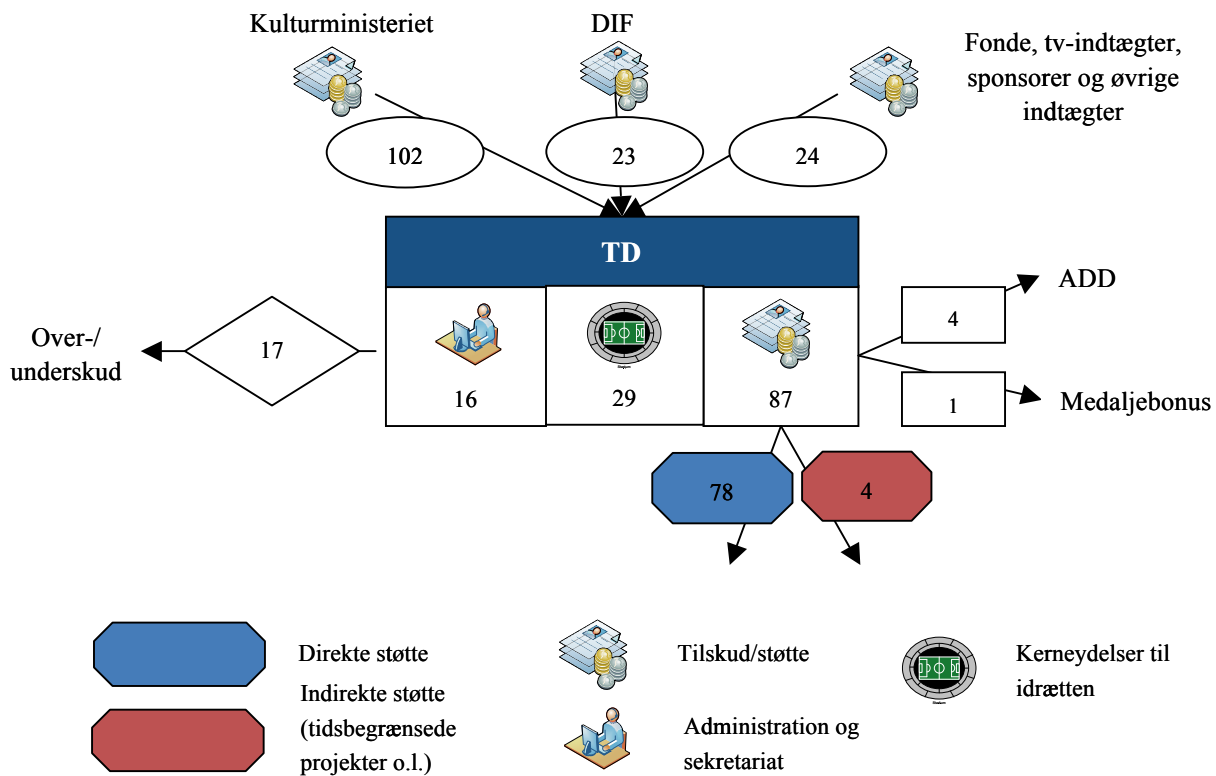 Kulturministeriet
DIF
Fonde, tv-indtægter,
sponsorer og øvrige
indtægter
102
23
24
TD
ADD
4
Over-/
underskud
17
16
29
87
1
Medaljebonus
78
4
Direkte støtte
Tilskud/støtte
Kerneydelser til
idrætten
Indirekte støtte
(tidsbegrænsede
projekter o.l.)
Administration og
sekretariat